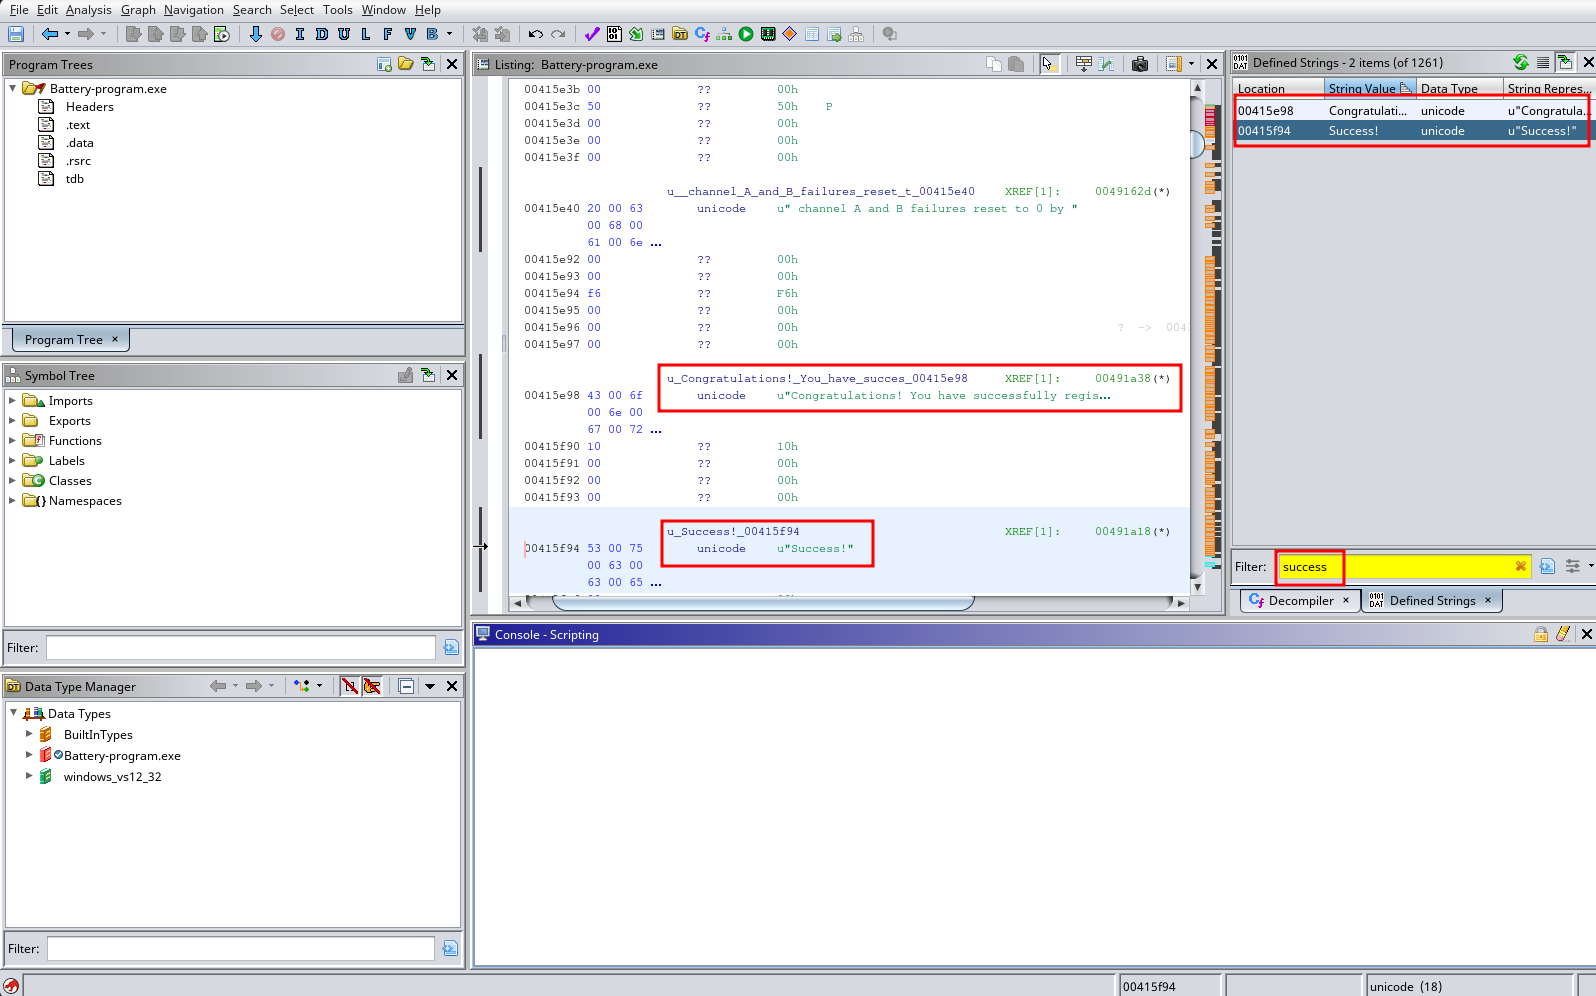 File Edit Analysis Graph Navigation Search Select Tools Window Help
I D U L F V B
Program Trees
Battery-program.exe
Headers
.text
.data
.rsrc
tdb
Program Tree ×
Symbol Tree
Imports
Exports
Functions
Labels
Classes
Namespaces
Filter:
Data Type Manager
Data Types
BuiltInTypes
Battery-program.exe
windows_vs12_32
Filter:
Listing: Battery-program.exe
00415e3b 00 ?? 00h
00415e3c 50 ?? 50h P
00415e3d 00 ?? 00h
00415e3e 00 ?? 00h
00415e3f 00 ?? 00h
u__channel_A_and_B_failures_reset_t_00415e40 XREF[1]: 0049162d(*)
00415e40 20 00 63 unicode u" channel A and B failures reset to 0 by "
00 68 00
61 00 6e ...
00415e92 00 ?? 00h
00415e93 00 ?? 00h
00415e94 f6 ?? F6h
00415e95 00 ?? 00h
00415e96 00 ?? 00h ? -> 004
00415e97 00 ?? 00h
u_Congratulations!_You_have_succes_00415e98 XREF[1]: 00491a38(*)
00415e98 43 00 6f unicode u"Congratulations! You have successfully regis...
00 6e 00
67 00 72 ...
00415f90 10 ?? 10h
00415f91 00 ?? 00h
00415f92 00 ?? 00h
00415f93 00 ?? 00h
u_Success!_00415f94 XREF[1]: 00491a18(*)
00415f94 53 00 75 unicode u"Success!"
00 63 00
63 00 65 ...
Defined Strings - 2 items (of 1261)
Location String Value Data Type String Repres...
00415e98 Congratulati... unicode u"Congratula...
00415f94 Success! unicode u"Success!"
Filter: success
Decompiler × Defined Strings ×
Console - Scripting
00415f94 unicode (18)